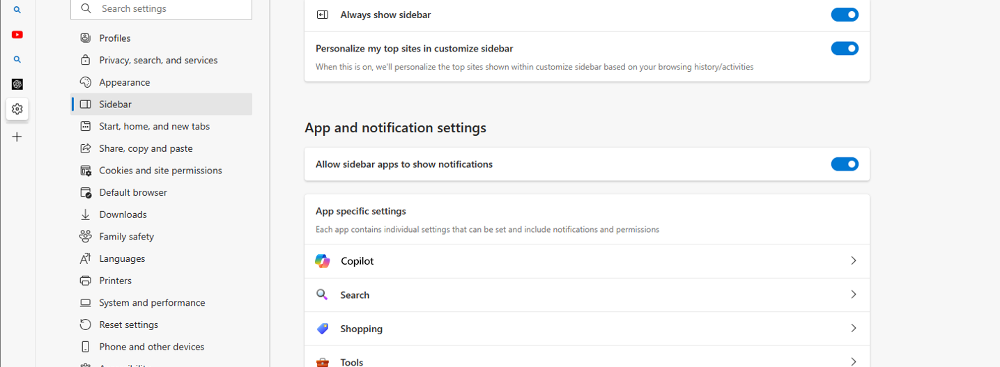 Search settings
Profiles
Privacy, search, and services
Appearance
Sidebar
Start, home, and new tabs
Share, copy and paste
Cookies and site permissions
Default browser
Downloads
Family safety
Languages
Printers
System and performance
Reset settings
Phone and other devices
Always show sidebar
Personalize my top sites in customize sidebar
When this is on, we'll personalize the top sites shown within customize sidebar based on your browsing history/activities
App and notification settings
Allow sidebar apps to show notifications
App specific settings
Each app contains individual settings that can be set and include notifications and permissions
Copilot
Search
Shopping
Tools